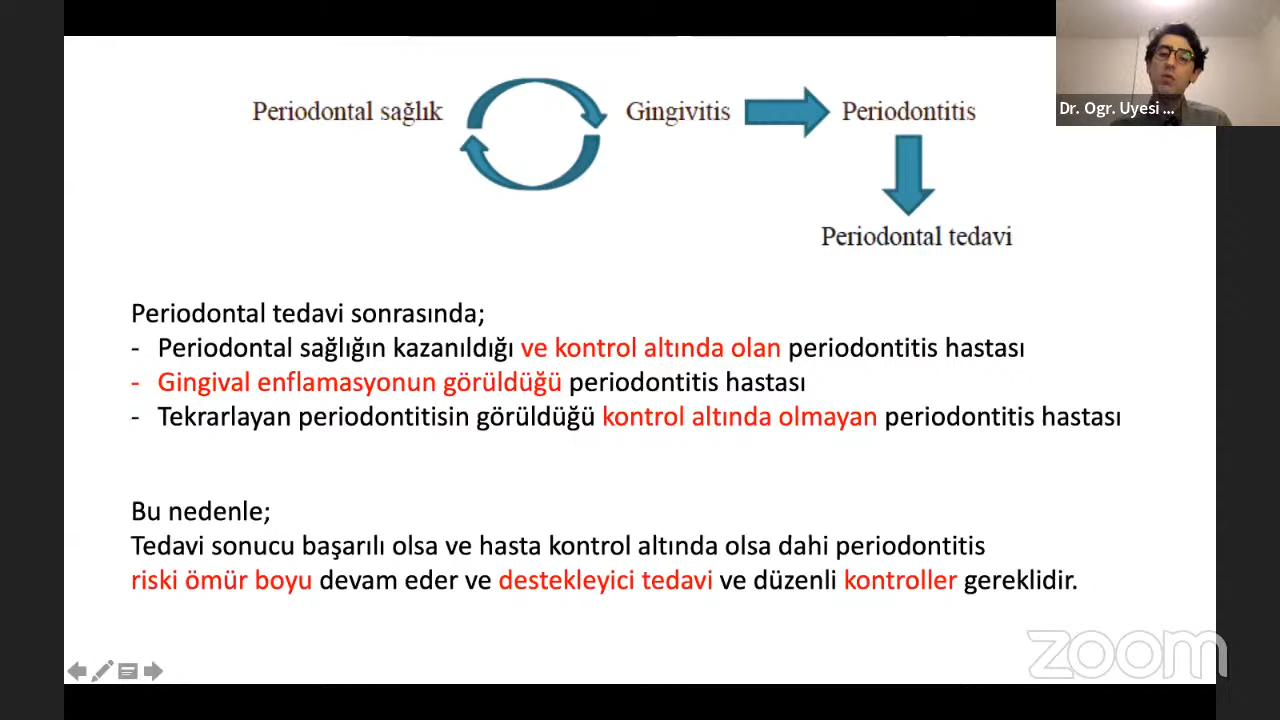 Periodontal sağlık
Gingivitis
Periodontitis
Dr. Ogr. Uyesi ...
Periodontal tedavi
Periodontal tedavi sonrasında;
- Periodontal sağlığın kazanıldığı ve kontrol altında olan periodontitis hastası
- Gingival enflamasyonun görüldüğü periodontitis hastası
- Tekrarlayan periodontitisin görüldüğü kontrol altında olmayan periodontitis hastası
Bu nedenle;
Tedavi sonucu başarılı olsa ve hasta kontrol altında olsa dahi periodontitis
riski ömür boyu devam eder ve destekleyici tedavi ve düzenli kontroller gereklidir.
zoom